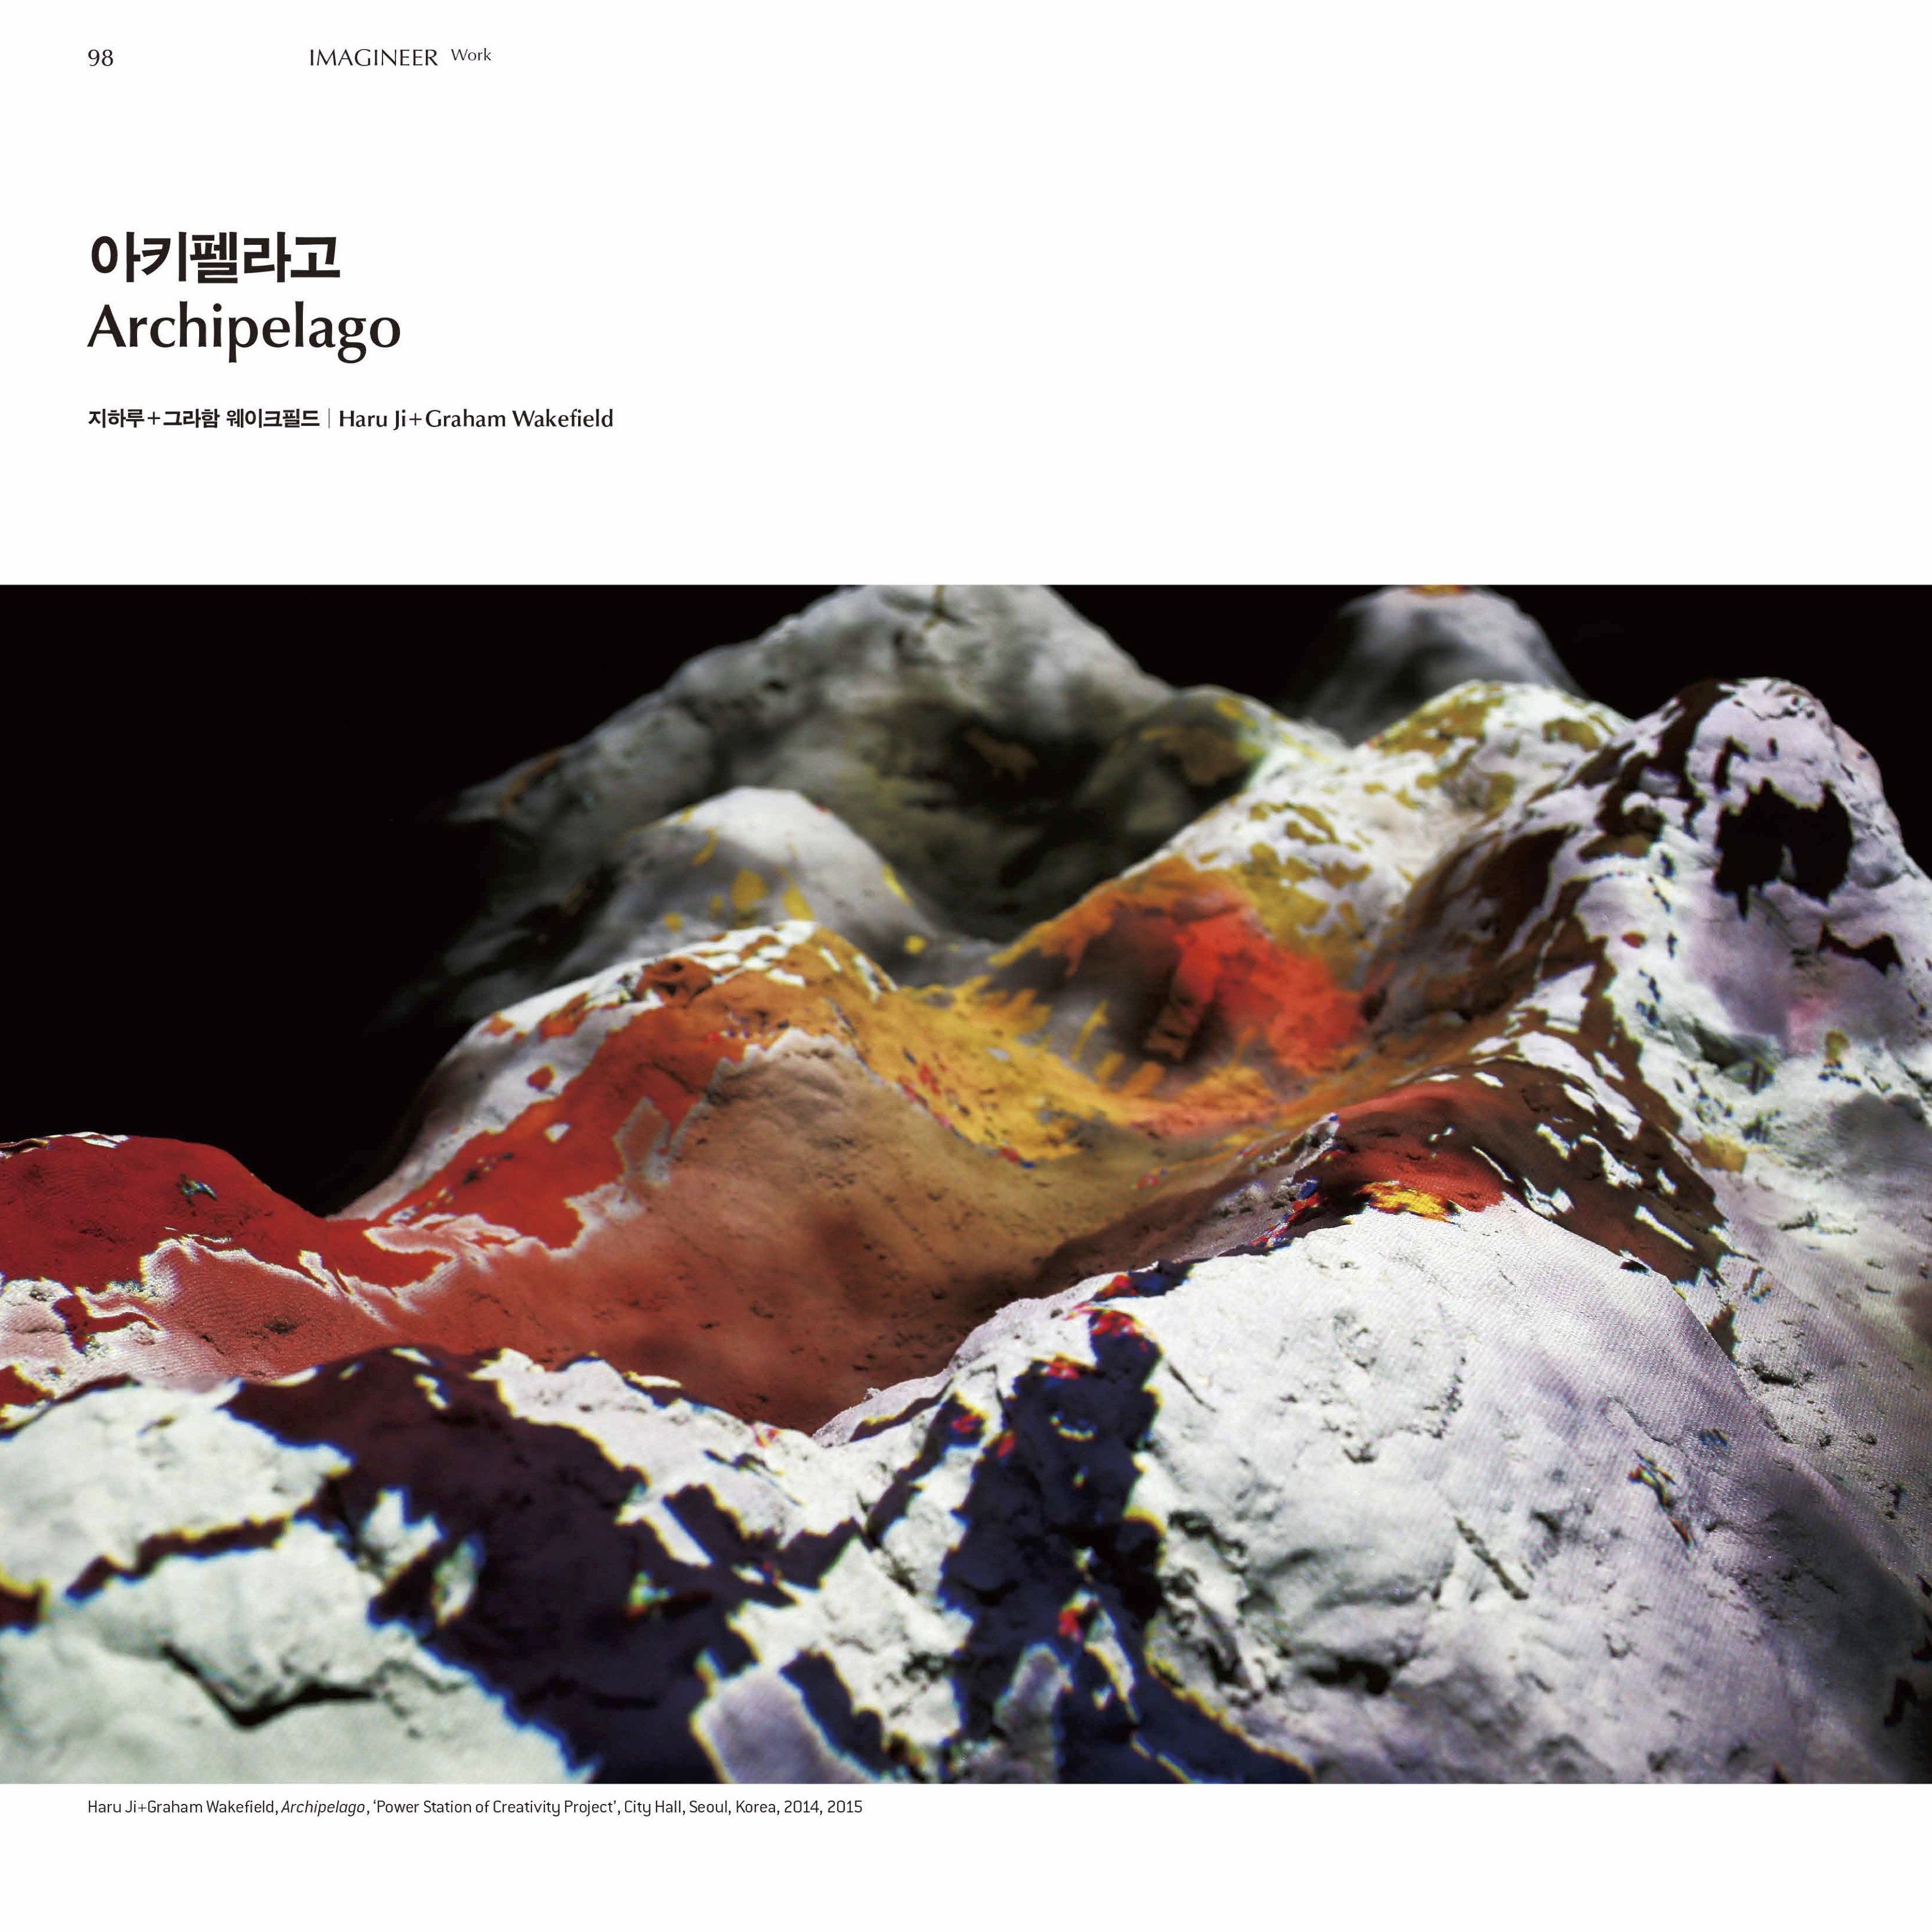 98
IMAGINEER Work
아키펠라고
Archipelago
지하루+그라함 웨이크필드 | Haru Ji+Graham Wakefield
Haru Ji+Graham Wakefield, Archipelago, ‘Power Station of Creativity Project’, City Hall, Seoul, Korea, 2014, 2015